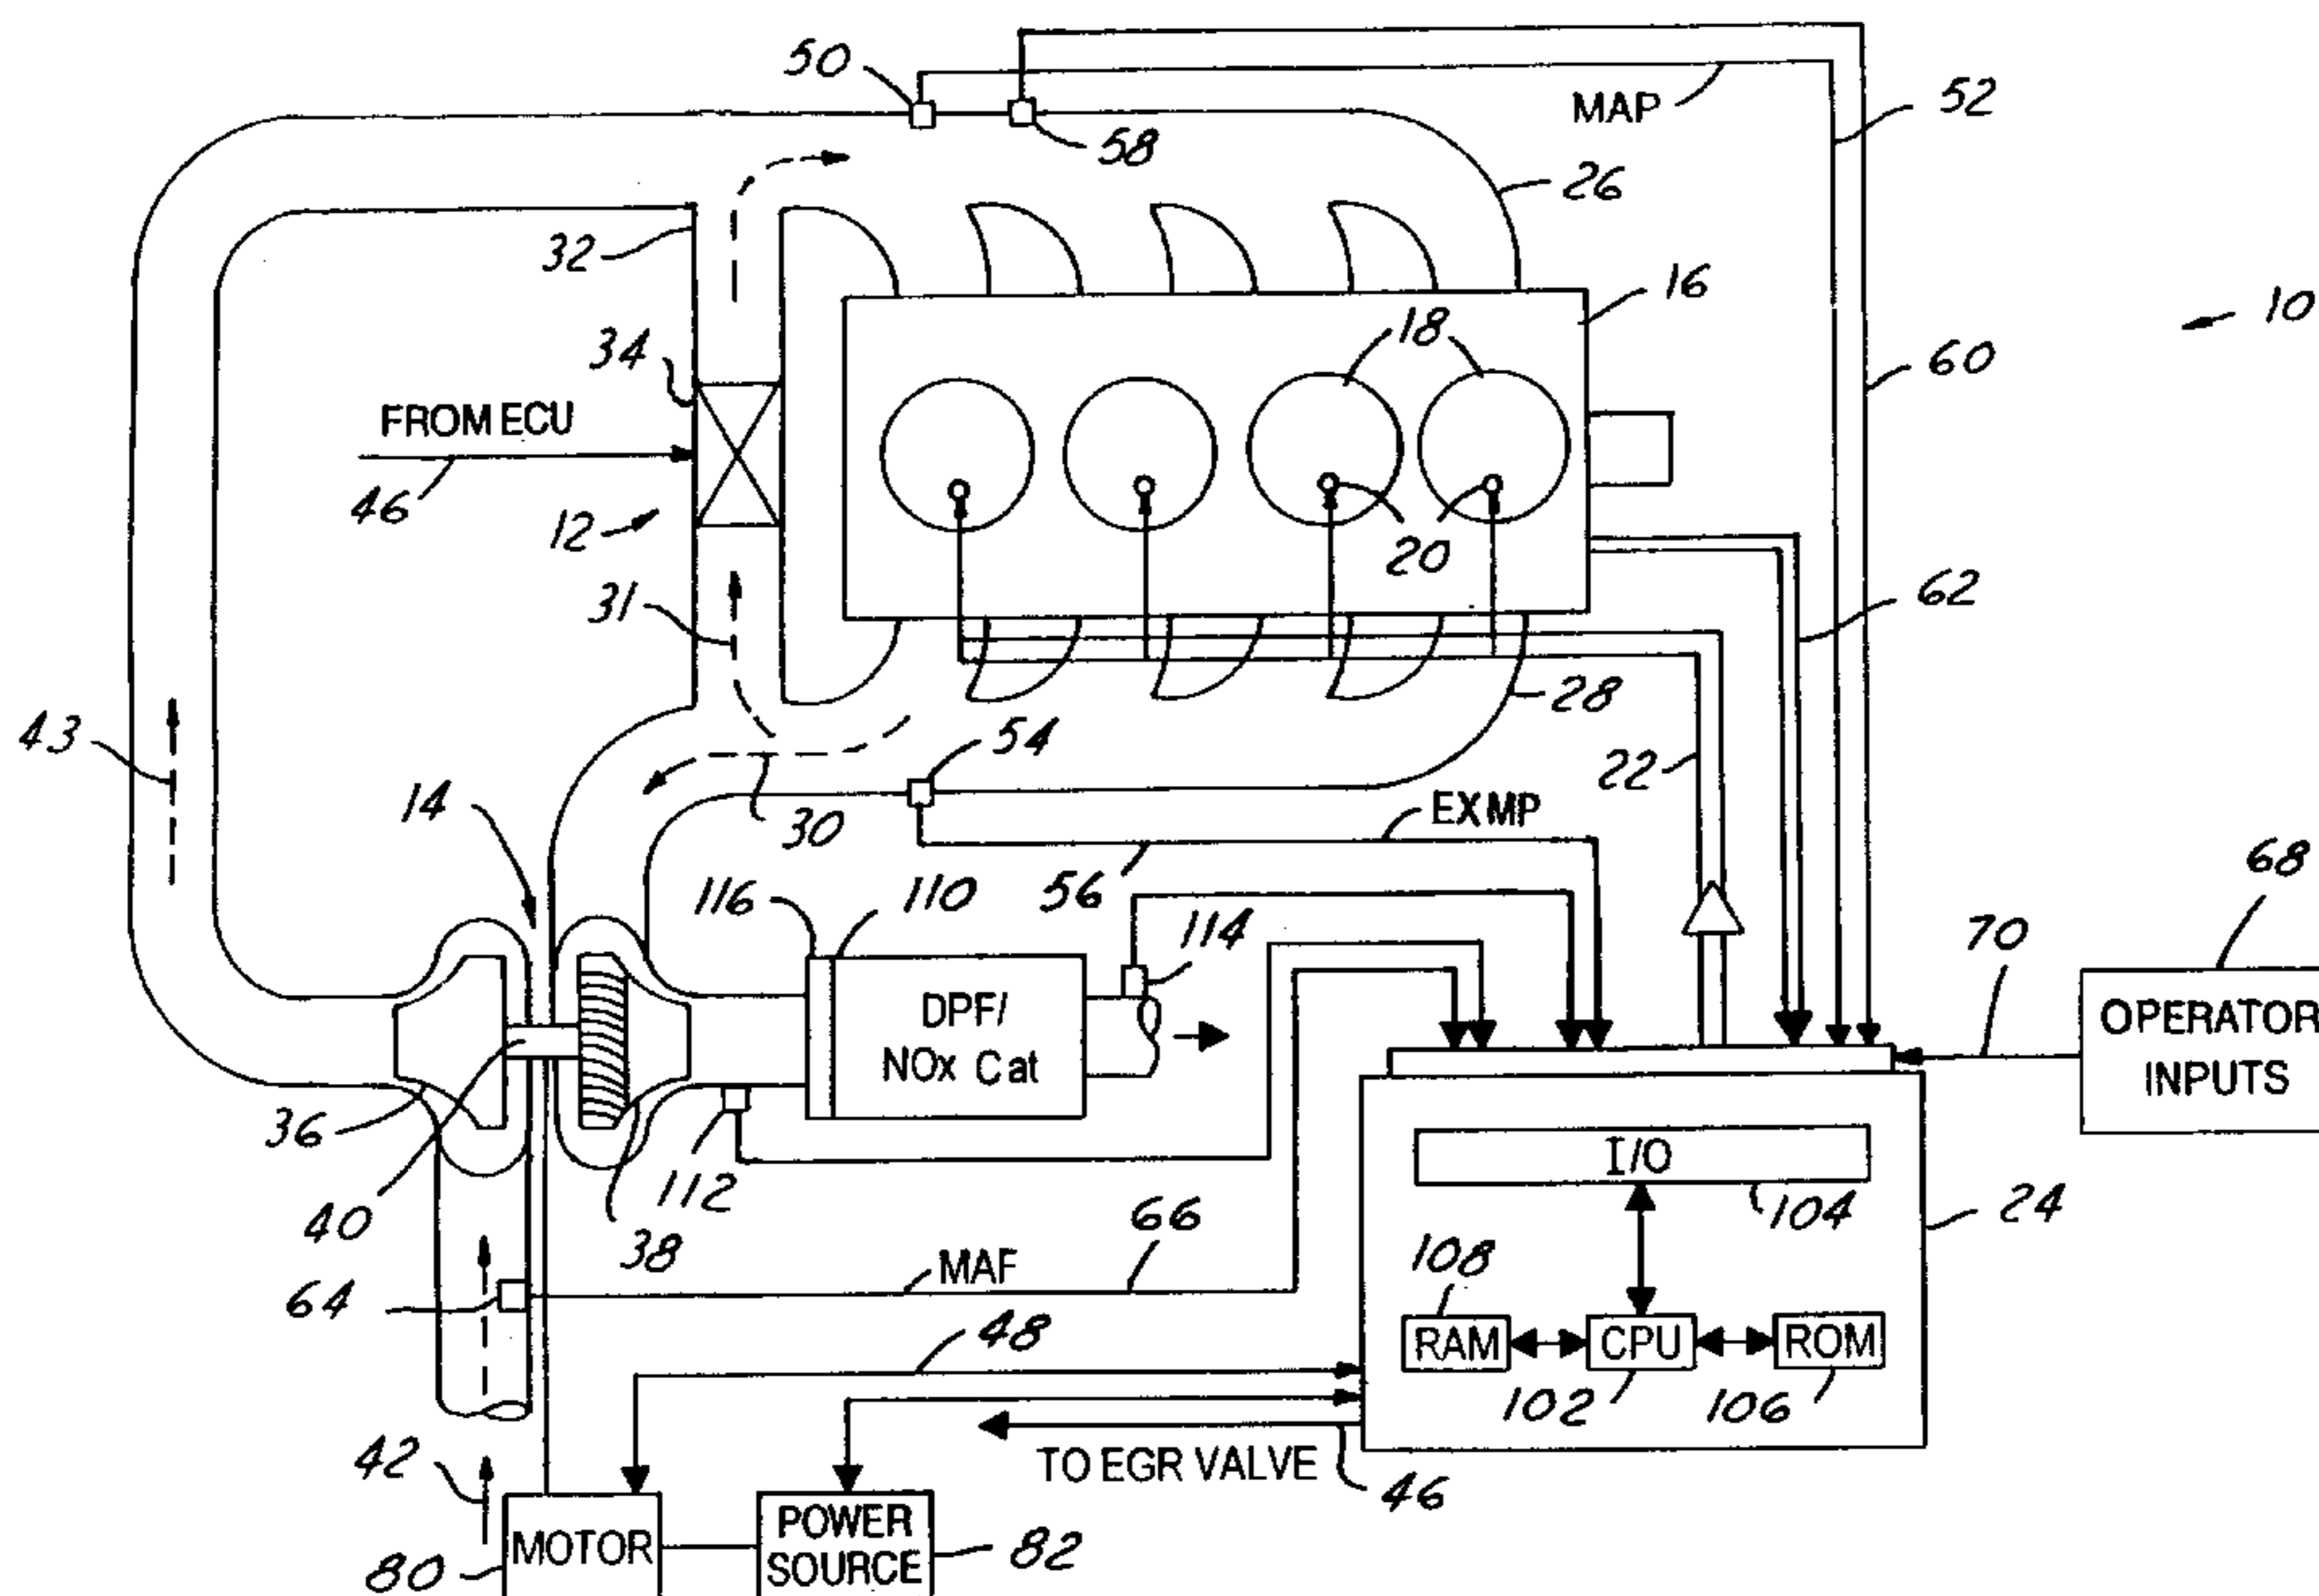 50
58
MAP
52
26
32
16
10
18
34
60
FROM ECU
46
12
20
31
62
43
54
28
22
14
30
EXMP
56
68
116
110
114
70
DPF/
NOx Cat
OPERATOR
INPUTS
36
I/O
112
40
38
66
104
24
MAF
108
64
48
RAM
CPU
ROM
102
106
42
TO EGR VALVE
46
MOTOR
POWER
SOURCE
80
82